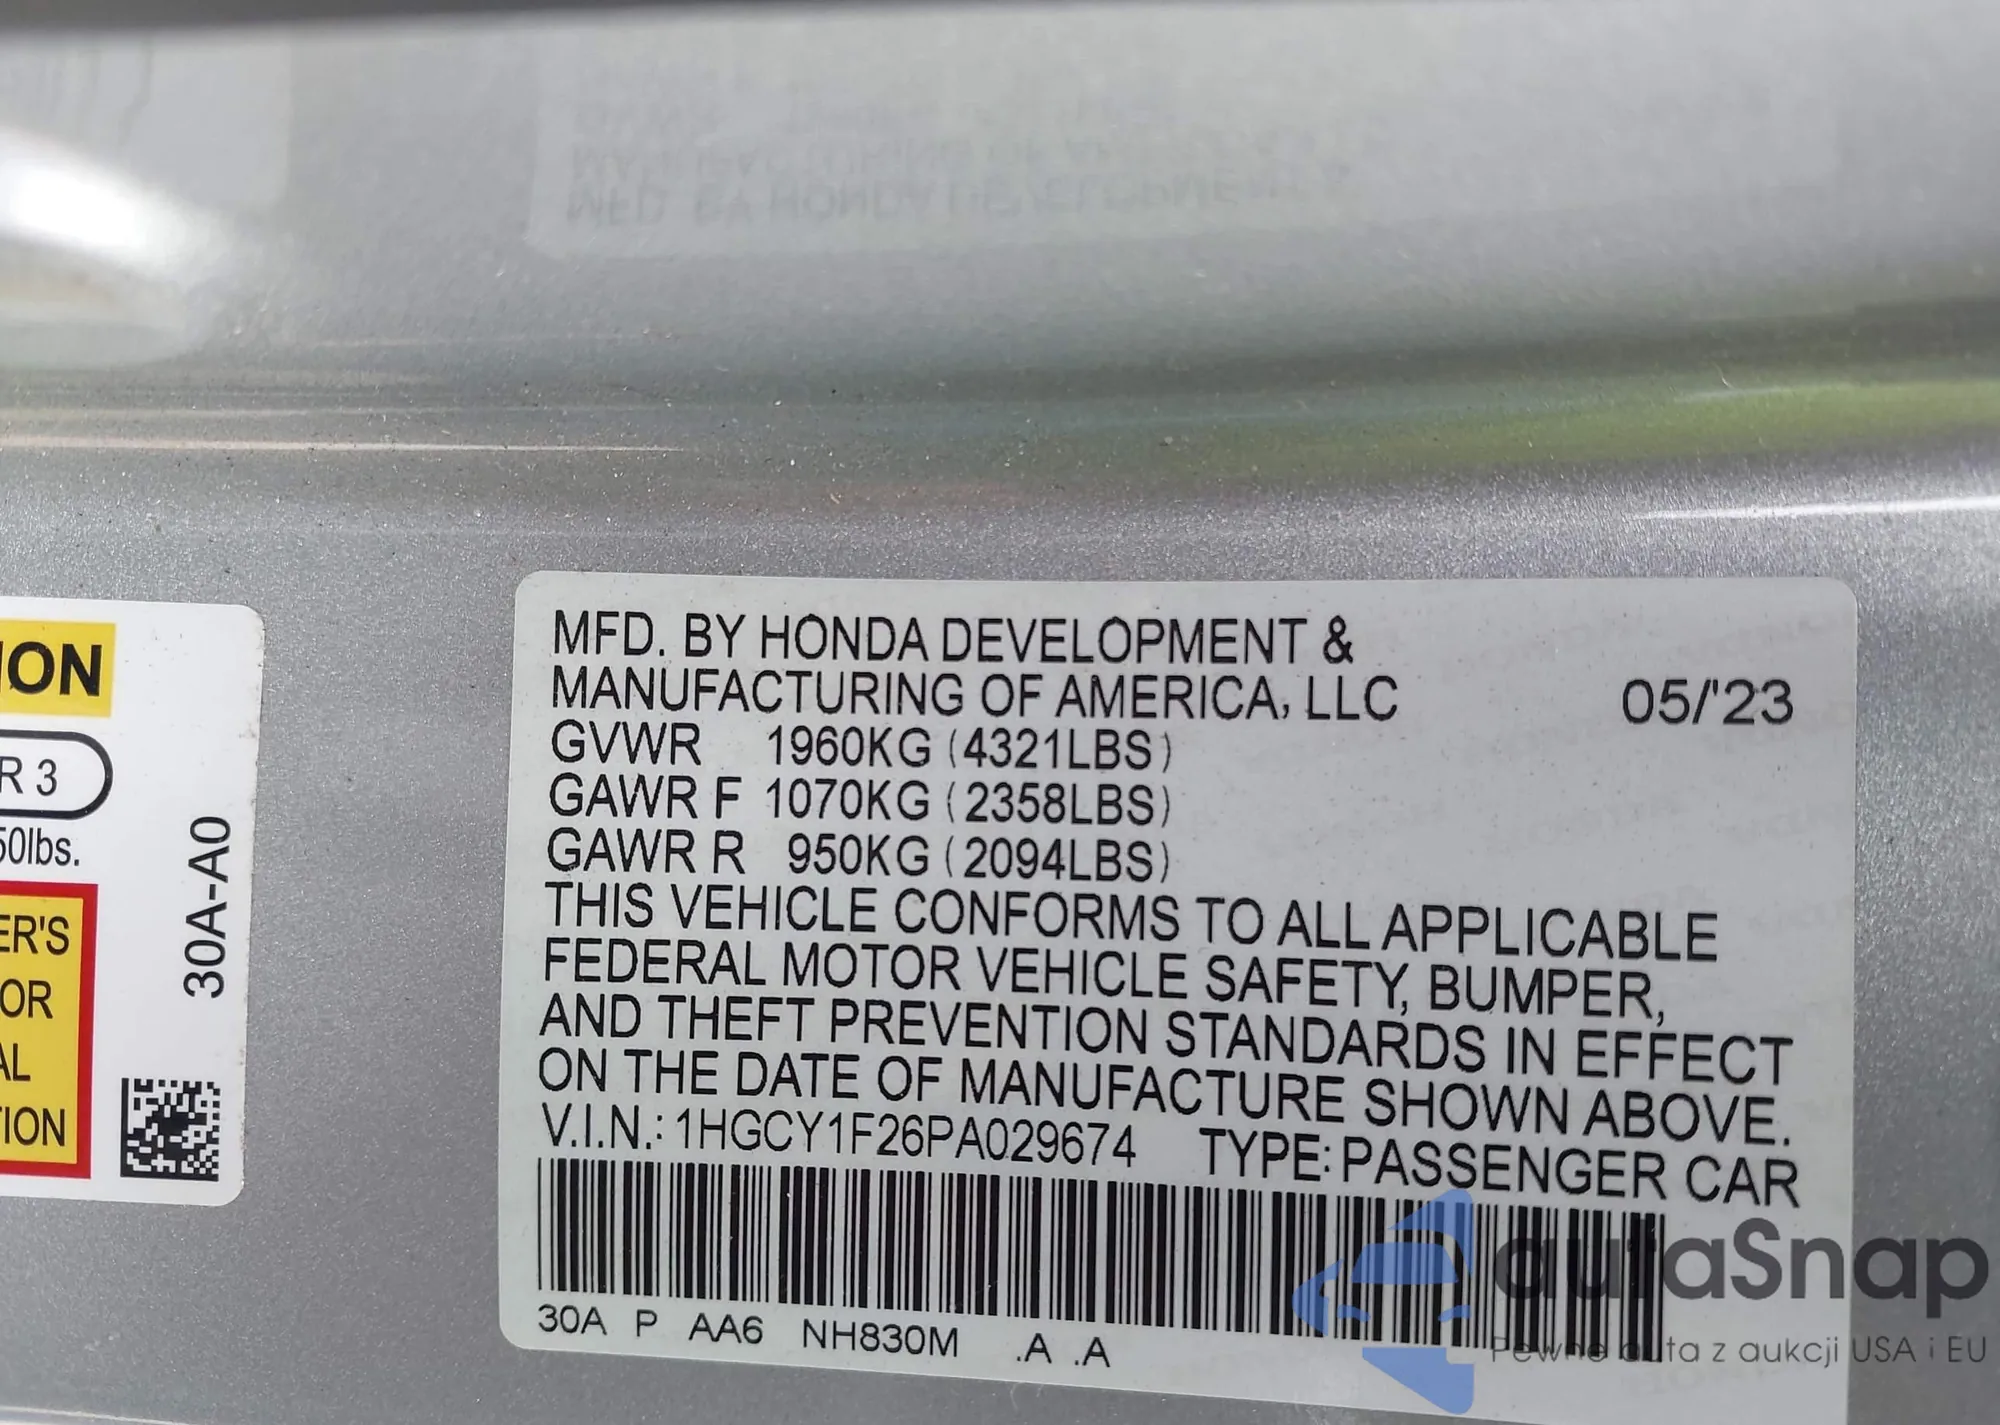 MFD. BY HONDA DEVELOPMENT &
MANUFACTURING OF AMERICA, LLC 05/'23
GVWR 1960KG (4321LBS)
GAWR F 1070KG (2358LBS)
GAWR R 950KG (2094LBS)
THIS VEHICLE CONFORMS TO ALL APPLICABLE
FEDERAL MOTOR VEHICLE SAFETY, BUMPER,
AND THEFT PREVENTION STANDARDS IN EFFECT
ON THE DATE OF MANUFACTURE SHOWN ABOVE.
V.I.N.: 1HGCY1F26PA029674 TYPE: PASSENGER CAR
30A P AA6 NH830M .A .A
ION
R 3
50lbs.
ER'S
OR
AL
TION
30A-A0
autaSnap
Pewne auta z aukcji USA i EU